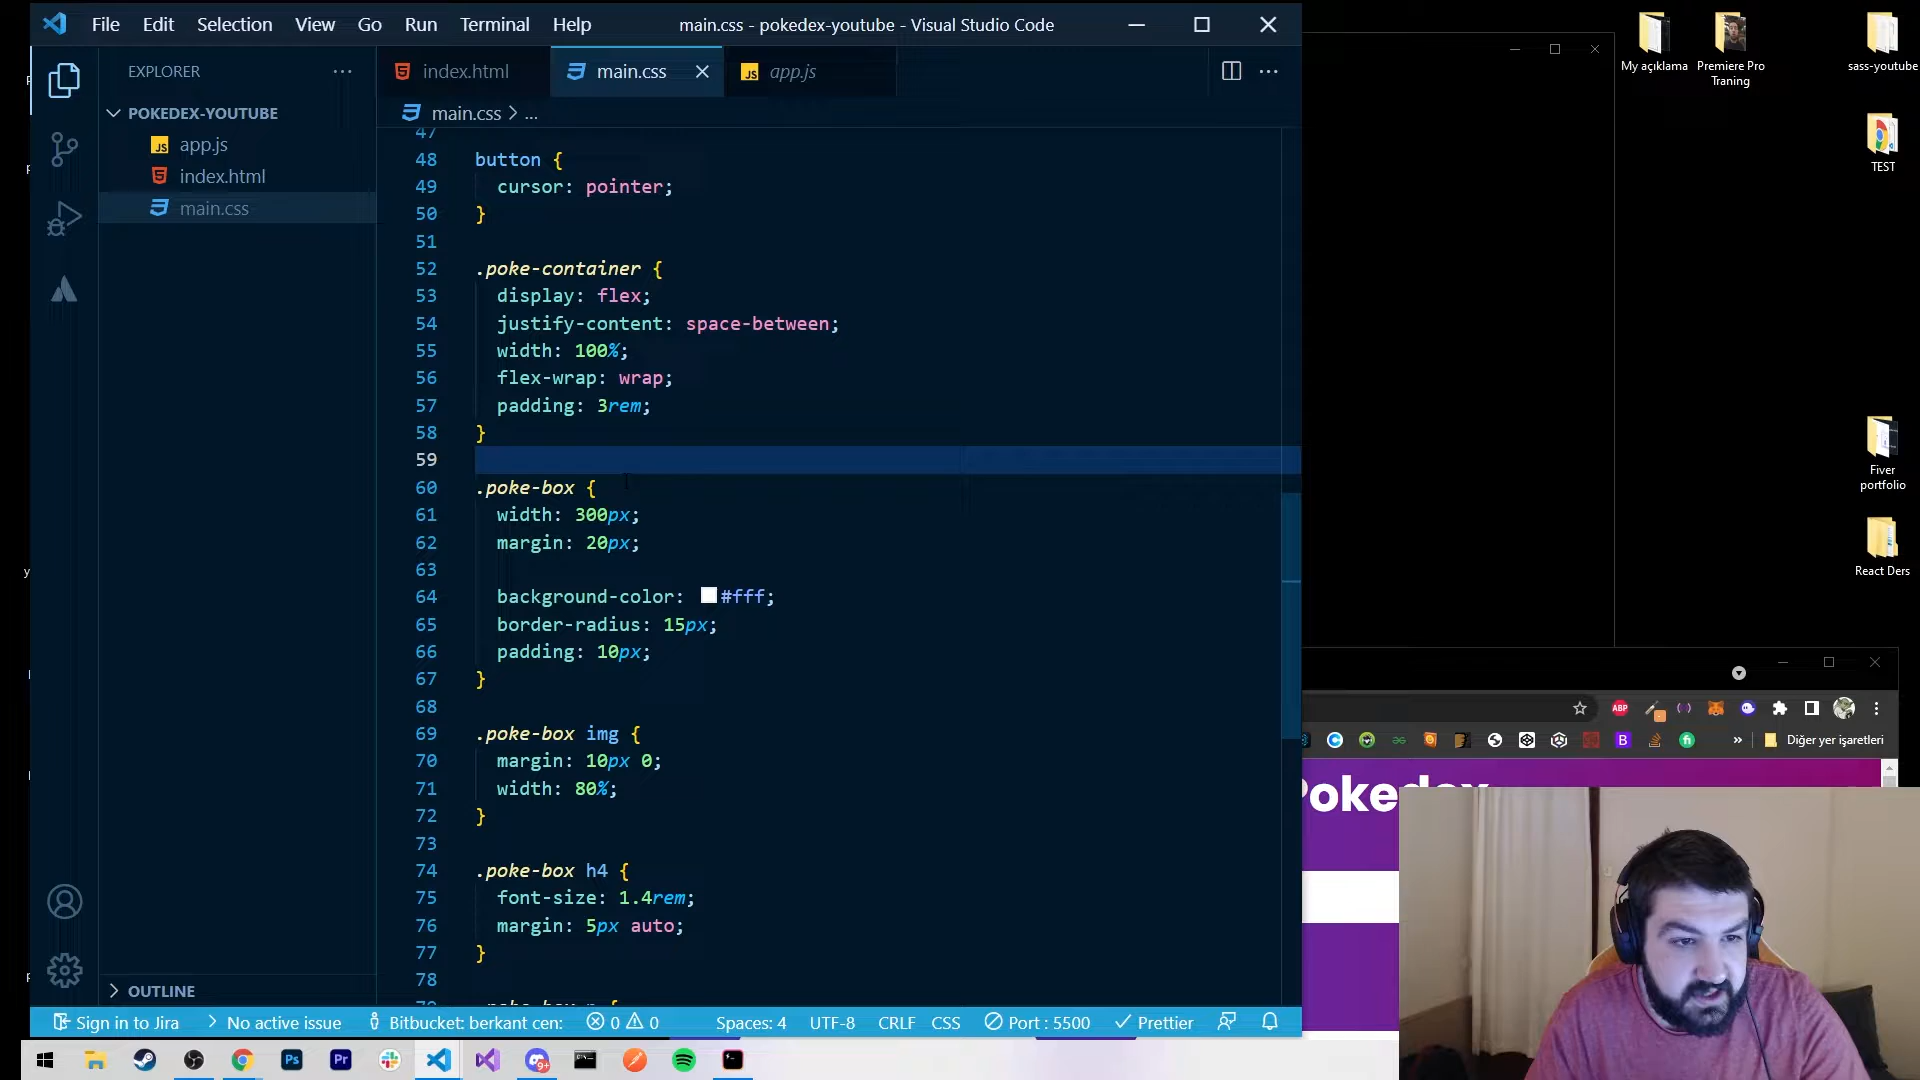 File Edit Selection View Go Run Terminal Help
main.css - pokedex-youtube - Visual Studio Code
EXPLORER
POKEDEX-YOUTUBE
JS app.js
index.html
main.css
OUTLINE
index.html
main.css
JS app.js
main.css > ...
47
48 button {
49 cursor: pointer;
50 }
51
52 .poke-container {
53 display: flex;
54 justify-content: space-between;
55 width: 100%;
56 flex-wrap: wrap;
57 padding: 3rem;
58 }
59
60 .poke-box {
61 width: 300px;
62 margin: 20px;
63
64 background-color: #fff;
65 border-radius: 15px;
66 padding: 10px;
67 }
68
69 .poke-box img {
70 margin: 10px 0;
71 width: 80%;
72 }
73
74 .poke-box h4 {
75 font-size: 1.4rem;
76 margin: 5px auto;
77 }
78
Sign in to Jira
No active issue
Bitbucket: berkant cen:
0 0
Spaces: 4
UTF-8
CRLF
CSS
Port : 5500
Prettier
My açıklama
Premiere Pro
Traning
sass-youtube
TEST
Fiver
portfolio
React Ders
ABP
B
Diğer yer işaretleri
Pokedex
Ps
Pr
9+